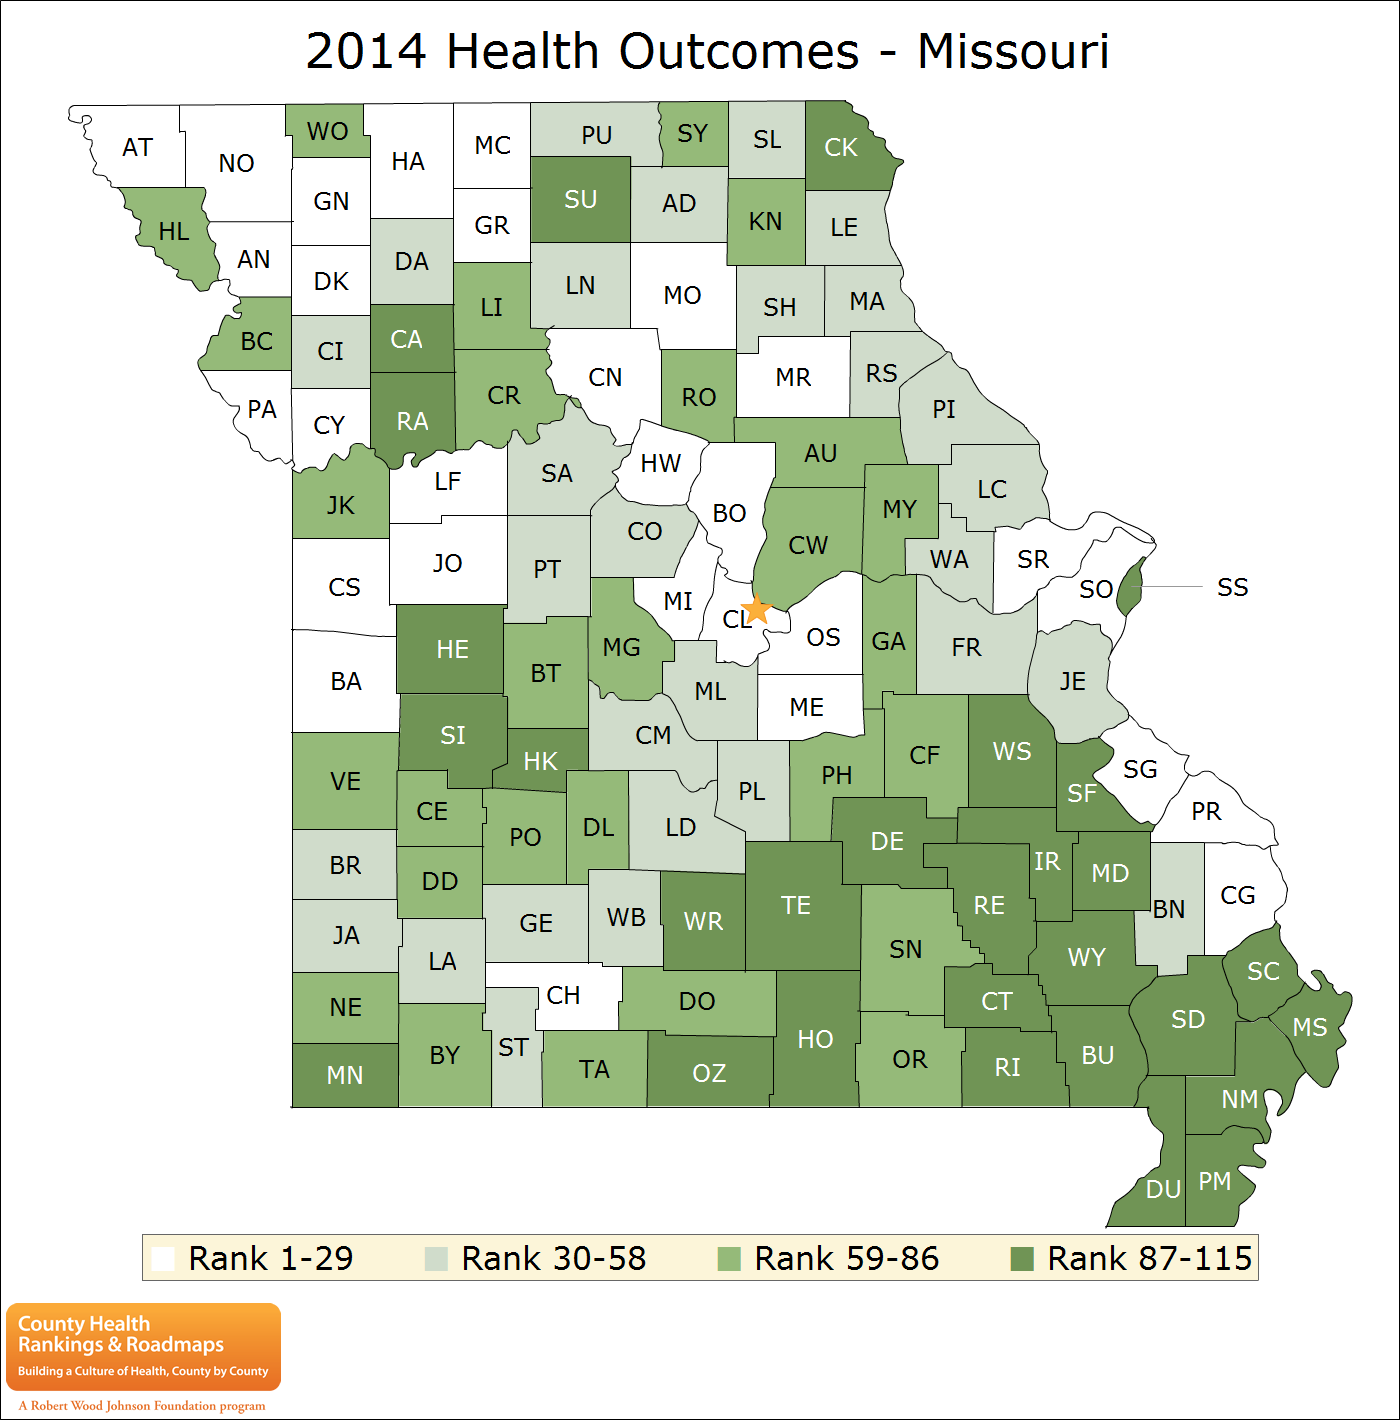 2014 Health Outcomes - Missouri
AT
NO
WO
HA
MC
PU
SY
SL
CK
GN
GR
SU
AD
KN
LE
HL
AN
DK
DA
LI
LN
MO
SH
MA
BC
CI
CA
CR
CN
RO
MR
RS
PI
PA
CY
RA
JK
LF
SA
HW
BO
AU
MY
LC
CS
JO
PT
CO
CW
WA
SR
SO
SS
MI
CL
OS
GA
FR
JE
BA
HE
BT
MG
ML
ME
SI
HK
CM
PL
PH
CF
WS
SF
SG
PR
VE
CE
PO
DL
LD
DE
IR
MD
BR
DD
GE
WB
WR
TE
RE
BN
CG
JA
LA
SN
WY
SC
NE
CH
DO
CT
SD
MS
MN
BY
ST
TA
OZ
HO
OR
RI
BU
NM
DU
PM
Rank 1-29 Rank 30-58 Rank 59-86 Rank 87-115
County Health
Rankings & Roadmaps
Building a Culture of Health, County by County
A Robert Wood Johnson Foundation program